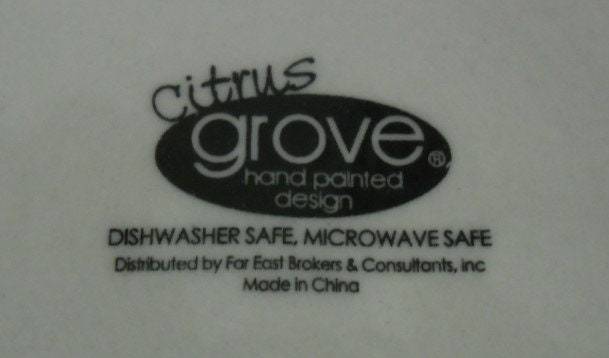 citrus
grove®
hand painted
design
DISHWASHER SAFE, MICROWAVE SAFE
Distributed by Far East Brokers & Consultants, inc
Made in China